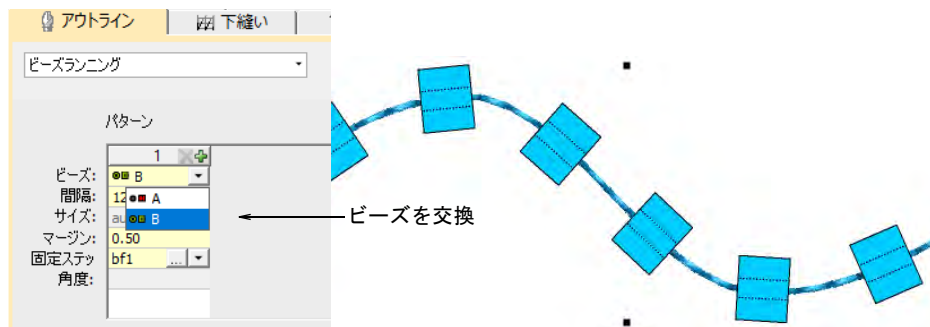 アウトライン 下縫い
ビーズランニング
パターン
1
ビーズ: B
間隔: 12 A
サイズ: au B
マージン: 0.50
固定ステッ bf1 ...
角度:
ビーズを交換